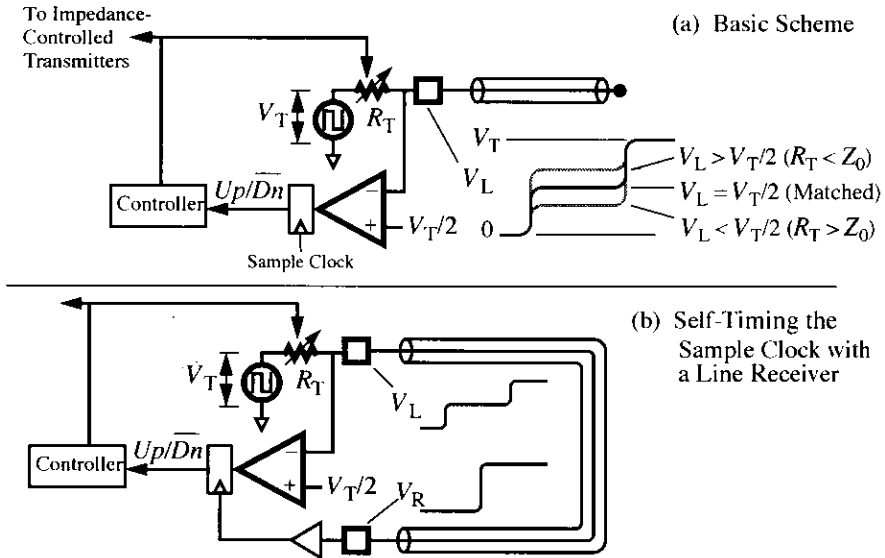 To Impedance-
Controlled
Transmitters
(a) Basic Scheme
V_T
R_T
V_L
V_T
V_L > V_T/2 (R_T < Z_0)
V_L = V_T/2 (Matched)
V_L < V_T/2 (R_T > Z_0)
0
Controller
Up/D̅n̅
−
+
V_T/2
Sample Clock
(b) Self-Timing the
Sample Clock with
a Line Receiver
V_T
R_T
V_L
Controller
Up/D̅n̅
−
+
V_T/2
V_R